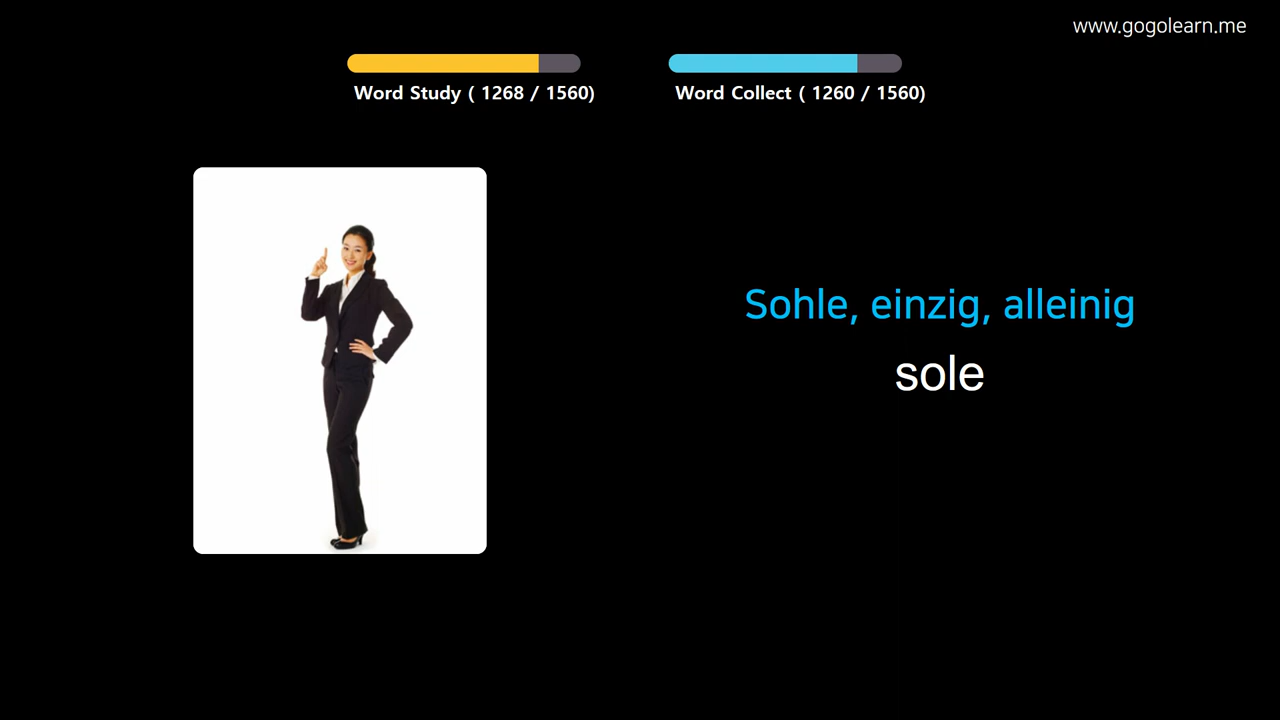 www.gogolearn.me
Word Study ( 1268 / 1560)
Word Collect ( 1260 / 1560)
Sohle, einzig, alleinig
sole